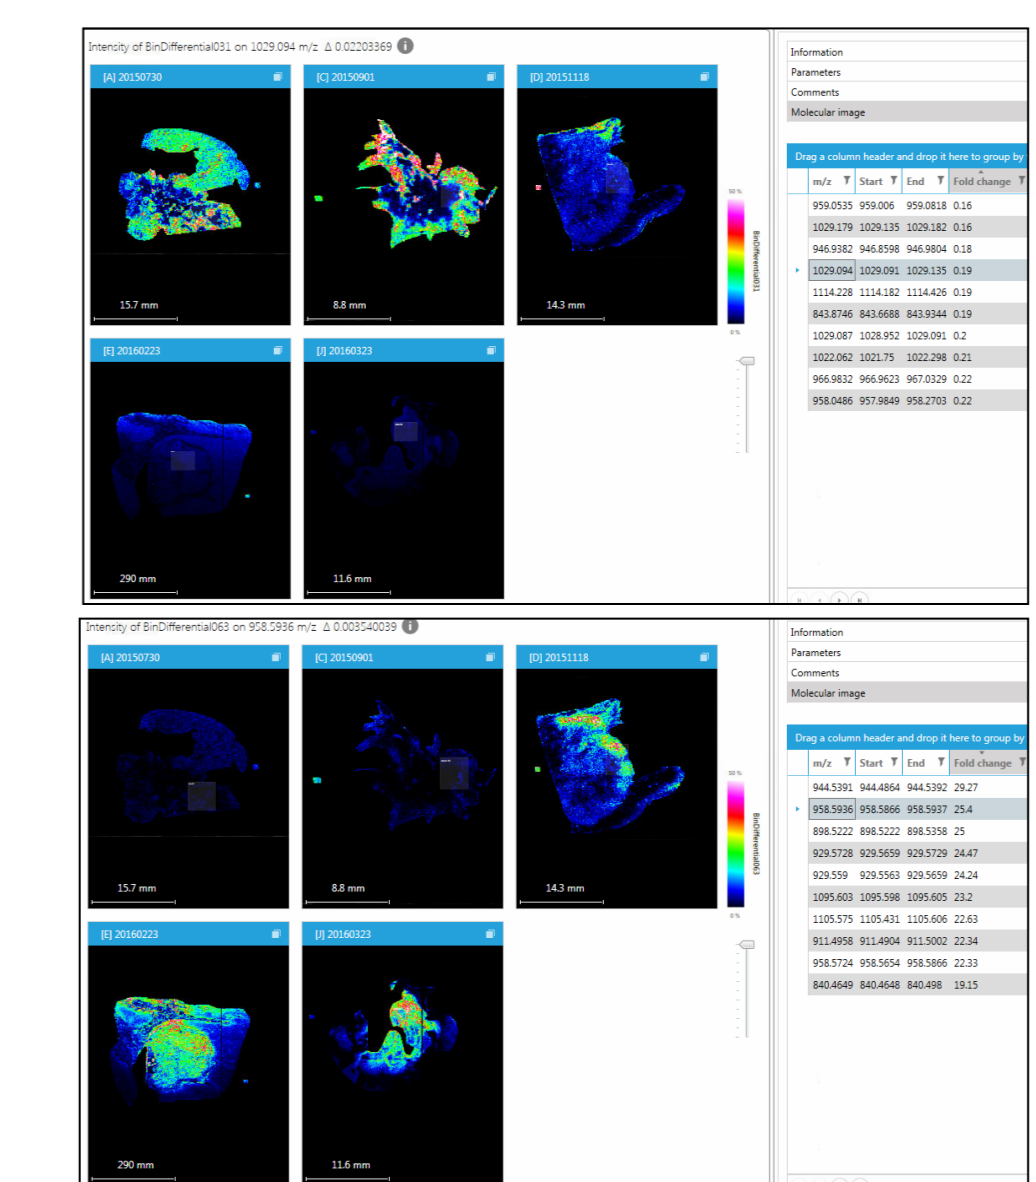 Intensity of BinDifferential031 on 1029.094 m/z Δ 0.02203369 i
[A] 20150730
[C] 20150901
[D] 20151118
15.7 mm
8.8 mm
14.3 mm
50 %
BinDifferential031
0 %
[E] 20160223
[J] 20160323
290 mm
11.6 mm
Information
Parameters
Comments
Molecular image
Drag a column header and drop it here to group by
m/z Start End Fold change
959.0535 959.006 959.0818 0.16
1029.179 1029.135 1029.182 0.16
946.9382 946.8598 946.9804 0.18
1029.094 1029.091 1029.135 0.19
1114.228 1114.182 1114.426 0.19
843.8746 843.6688 843.9344 0.19
1029.087 1028.952 1029.091 0.2
1022.062 1021.75 1022.298 0.21
966.9832 966.9623 967.0329 0.22
958.0486 957.9849 958.2703 0.22
Intensity of BinDifferential063 on 958.5936 m/z Δ 0.003540039 i
[A] 20150730
[C] 20150901
[D] 20151118
15.7 mm
8.8 mm
14.3 mm
50 %
BinDifferential063
0 %
[E] 20160223
[J] 20160323
290 mm
11.6 mm
Information
Parameters
Comments
Molecular image
Drag a column header and drop it here to group by
m/z Start End Fold change
944.5391 944.4864 944.5392 29.27
958.5936 958.5866 958.5937 25.4
898.5222 898.5222 898.5358 25
929.5728 929.5659 929.5729 24.47
929.559 929.5563 929.5659 24.24
1095.603 1095.598 1095.605 23.2
1105.575 1105.431 1105.606 22.63
911.4958 911.4904 911.5002 22.34
958.5724 958.5654 958.5866 22.33
840.4649 840.4648 840.498 19.15